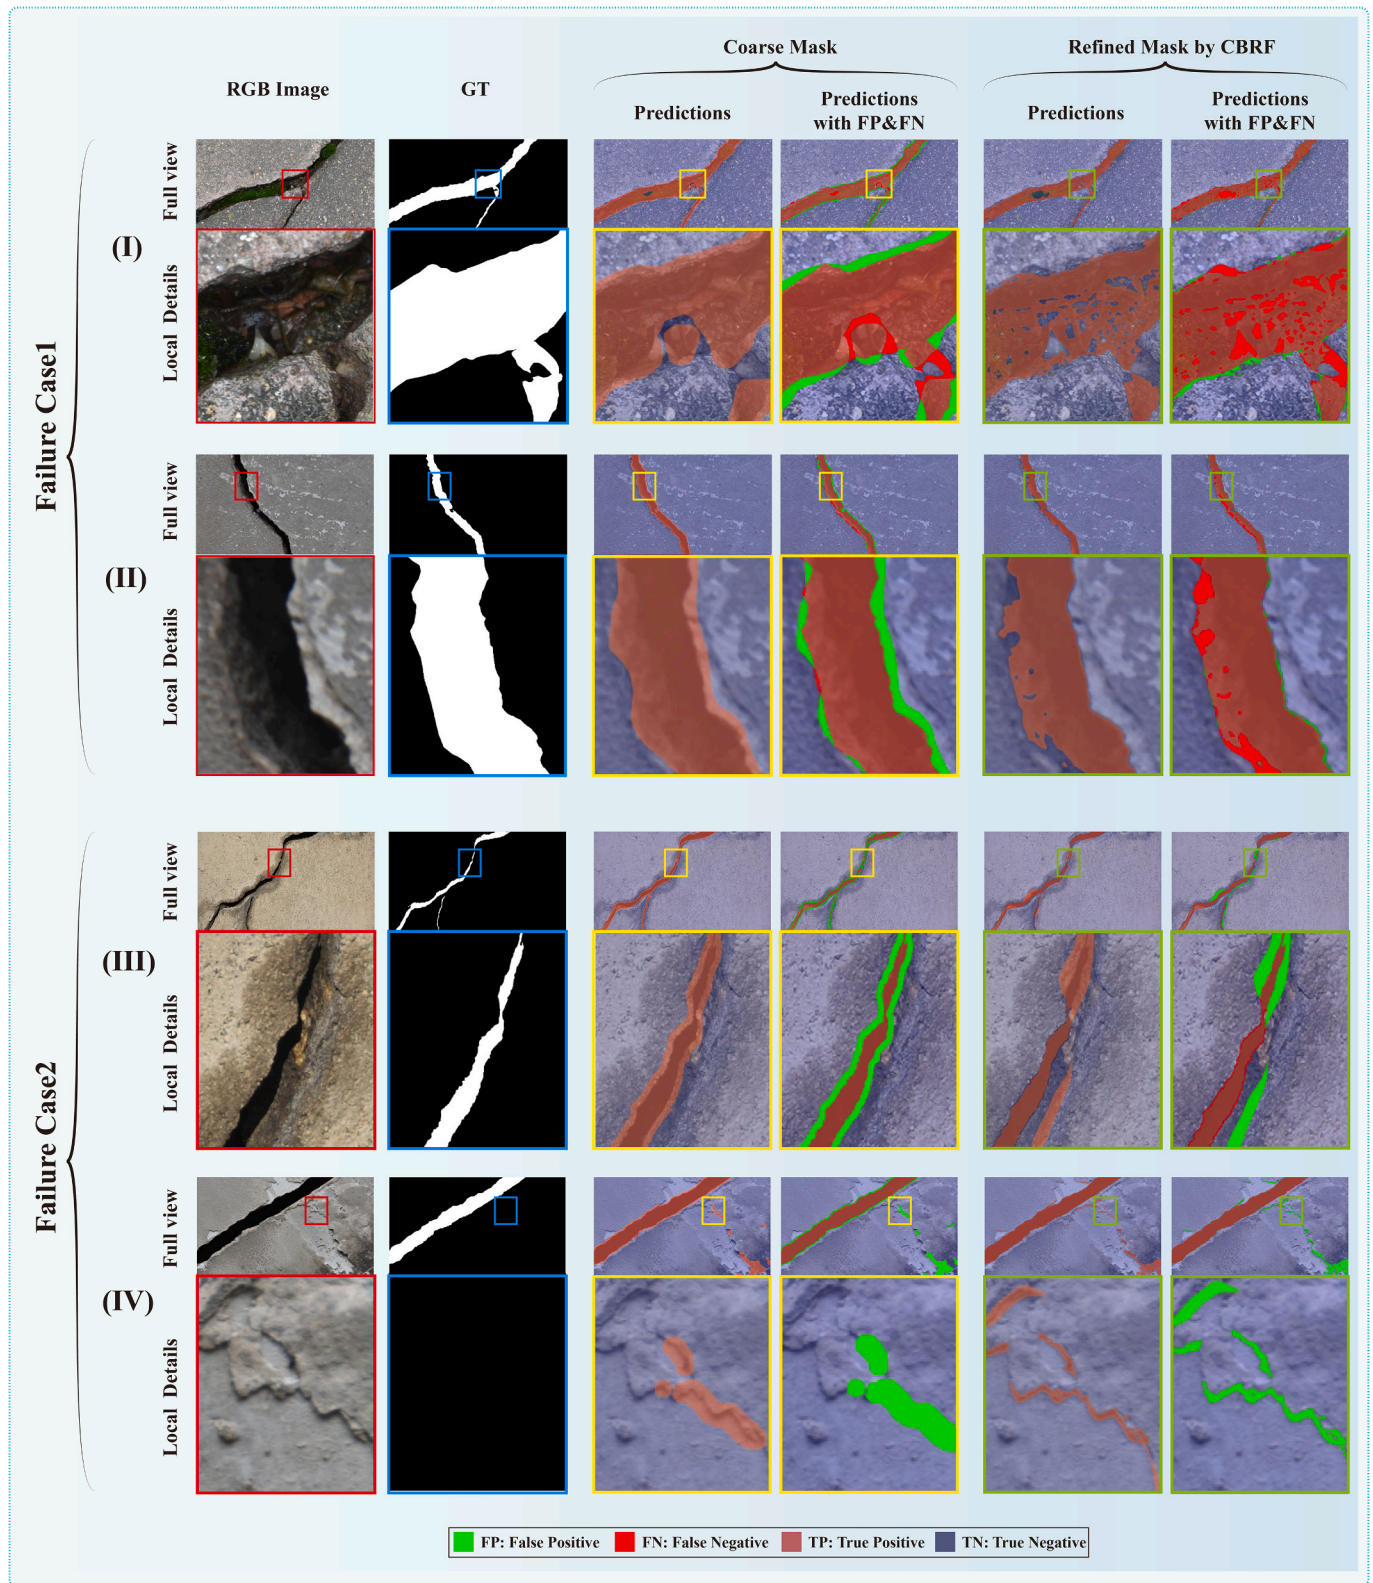 Coarse Mask
Refined Mask by CBRF
RGB Image
GT
Predictions
Predictions
with FP&FN
Predictions
Predictions
with FP&FN
Failure Case1
(I)
Full view
Local Details
(II)
Full view
Local Details
Failure Case2
(III)
Full view
Local Details
(IV)
Full view
Local Details
FP: False Positive
FN: False Negative
TP: True Positive
TN: True Negative